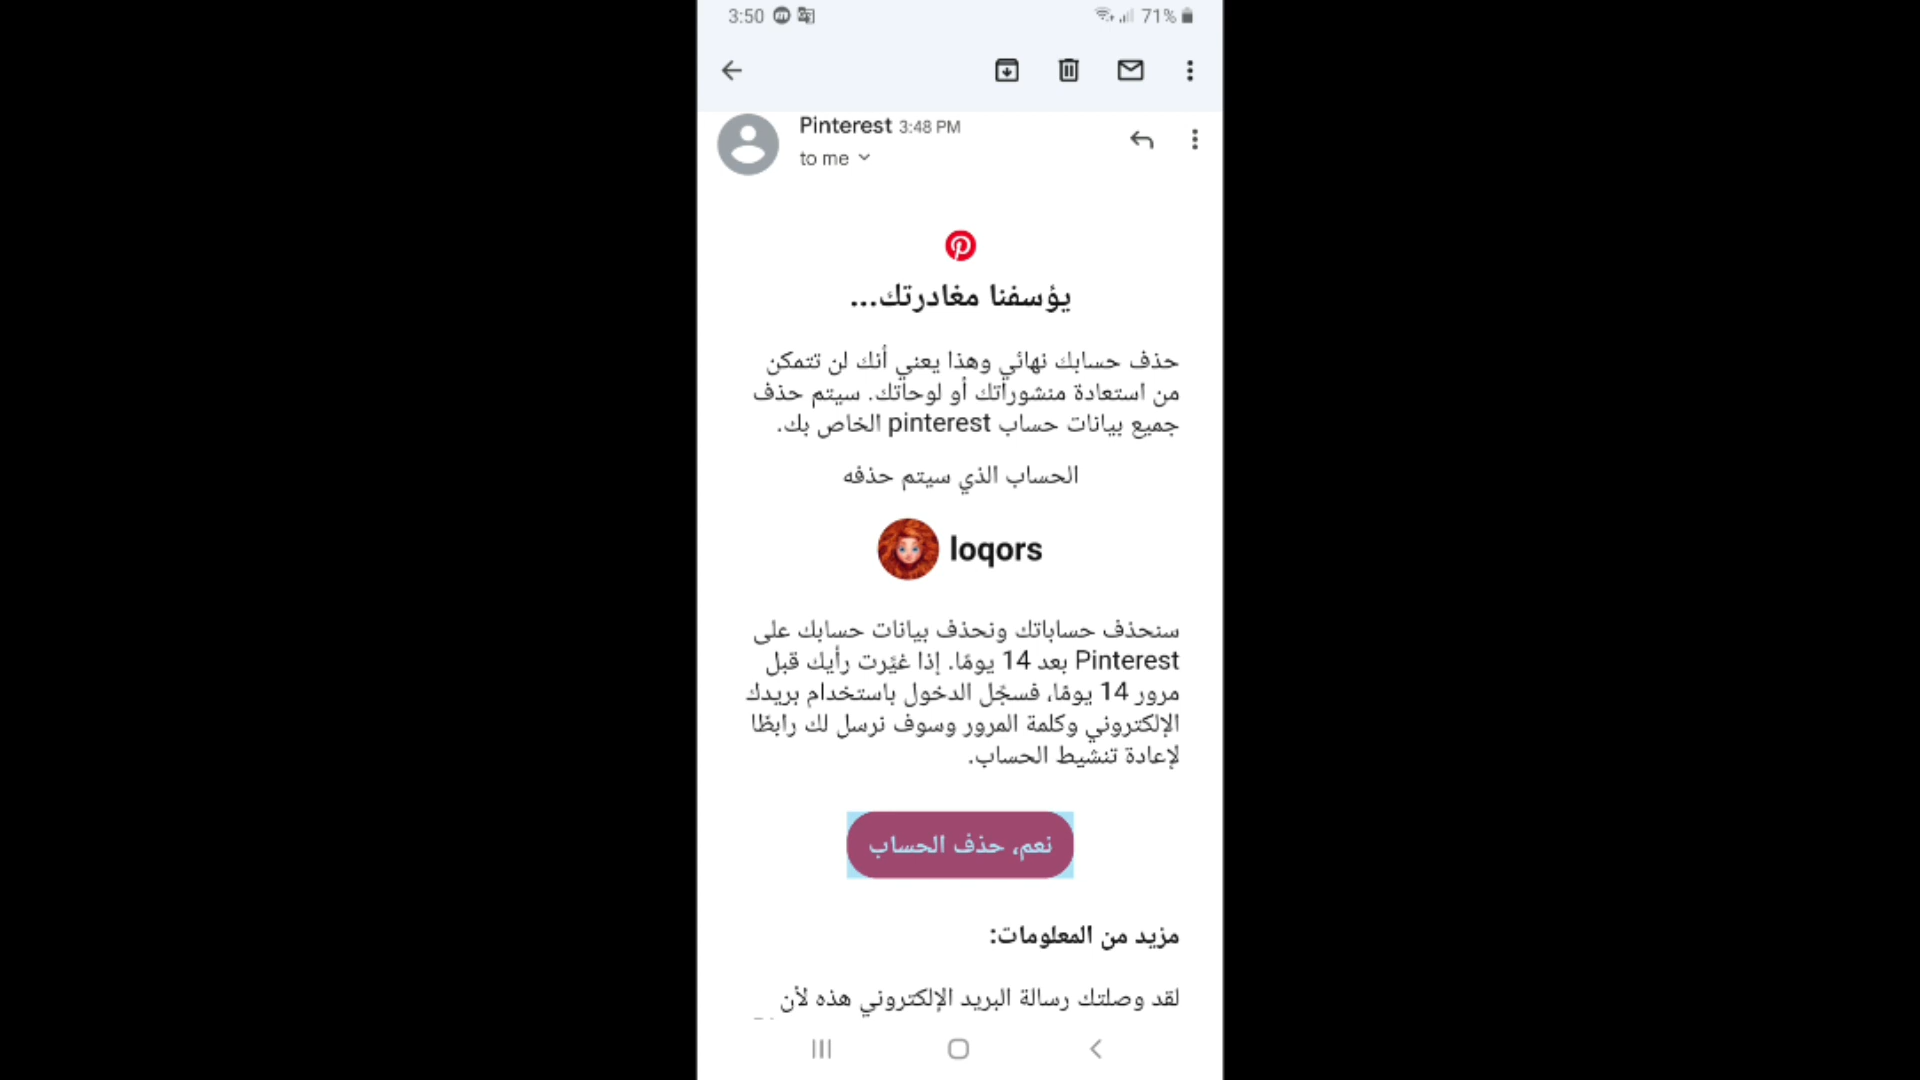 3:50
71%
Pinterest 3:48 PM
to me
يؤسفنا مغادرتك...
حذف حسابك نهائي وهذا يعني أنك لن تتمكن
من استعادة منشوراتك أو لوحاتك. سيتم حذف
جميع بيانات حساب pinterest الخاص بك.
الحساب الذي سيتم حذفه
loqors
سنحذف حساباتك ونحذف بيانات حسابك على
Pinterest بعد 14 يومًا. إذا غيَّرت رأيك قبل
مرور 14 يومًا، فسجِّل الدخول باستخدام بريدك
الإلكتروني وكلمة المرور وسوف نرسل لك رابطًا
لإعادة تنشيط الحساب.
نعم، حذف الحساب
مزيد من المعلومات:
لقد وصلتك رسالة البريد الإلكتروني هذه لأن